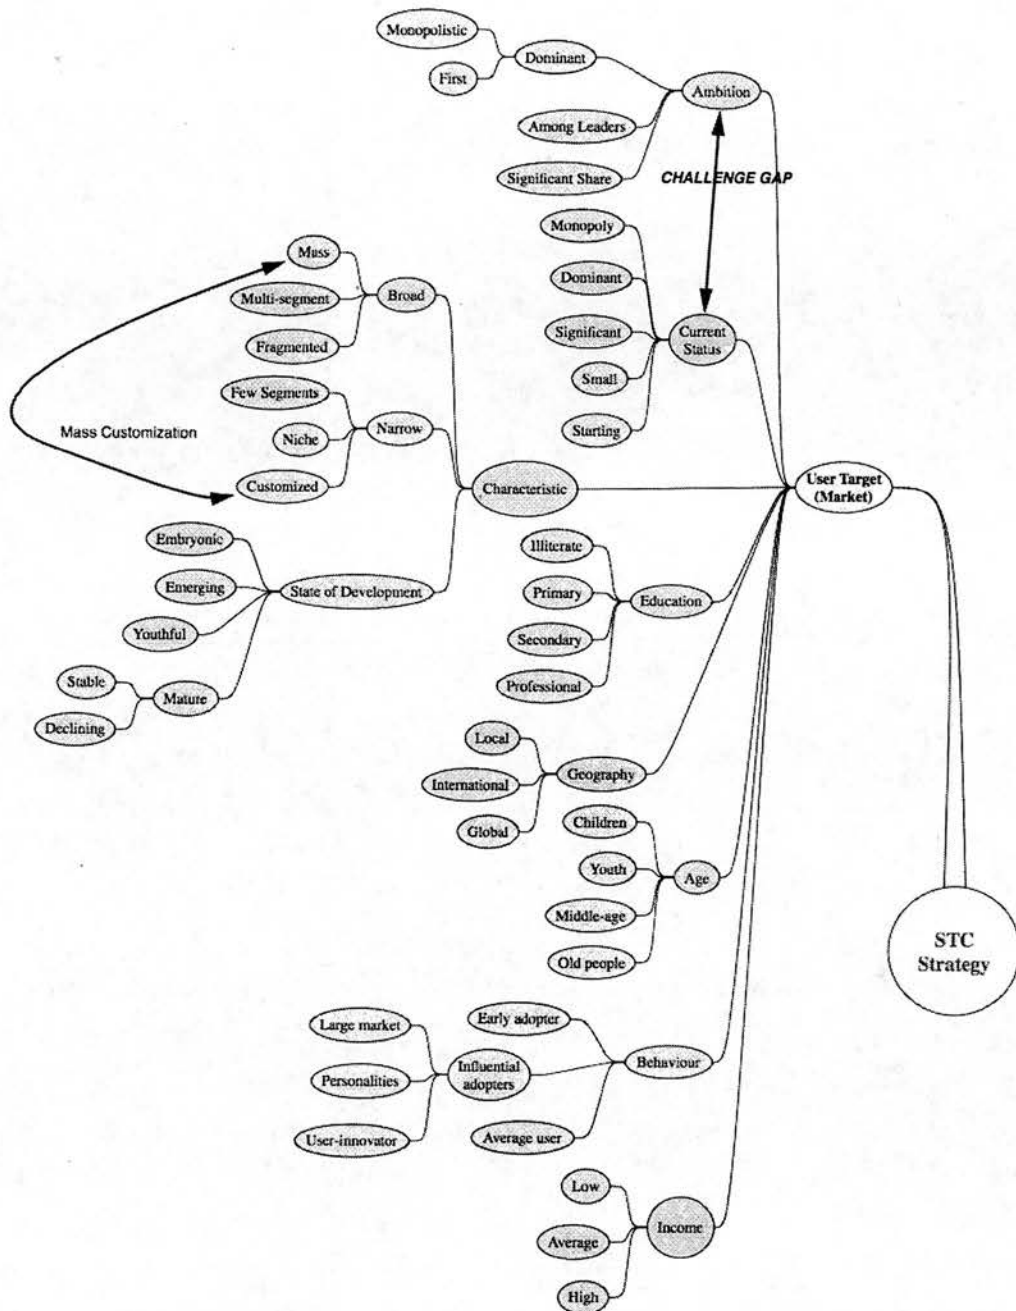 Monopolistic
Dominant
First
Ambition
Among Leaders
Significant Share
CHALLENGE GAP
Monopoly
Dominant
Significant
Small
Starting
Current
Status
Mass
Multi-segment
Fragmented
Broad
Few Segments
Niche
Customized
Narrow
Mass Customization
Characteristic
User Target
(Market)
Embryonic
Emerging
Youthful
State of Development
Stable
Declining
Mature
Illiterate
Primary
Secondary
Professional
Education
Local
International
Global
Geography
Children
Youth
Middle-age
Old people
Age
STC
Strategy
Large market
Personalities
User-innovator
Early adopter
Influential
adopters
Average user
Behaviour
Low
Average
High
Income